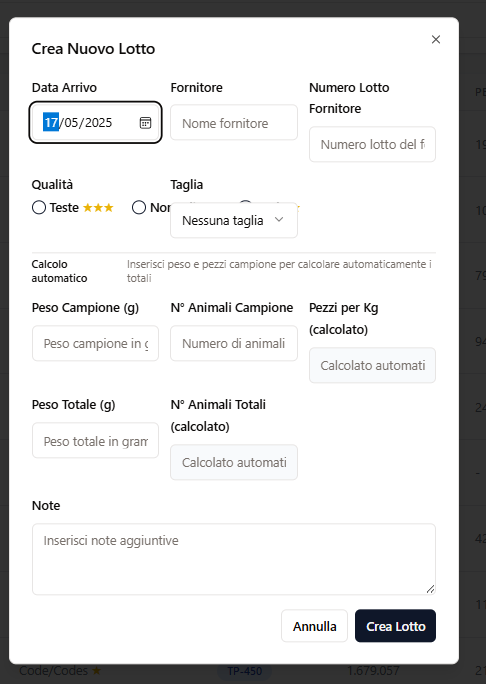 Crea Nuovo Lotto
Data Arrivo
Fornitore
Numero Lotto
Fornitore
17/05/2025
Nome fornitore
Numero lotto del f
Qualità
Taglia
Teste ★★★
Nor
Nessuna taglia
Calcolo
automatico
Inserisci peso e pezzi campione per calcolare automaticamente i
totali
Peso Campione (g)
N° Animali Campione
Pezzi per Kg
(calcolato)
Peso campione in g
Numero di animali
Calcolato automati
Peso Totale (g)
N° Animali Totali
(calcolato)
Peso totale in gram
Calcolato automati
Note
Inserisci note aggiuntive
Annulla
Crea Lotto
Code/Codes ★
TP-450
1.679.057